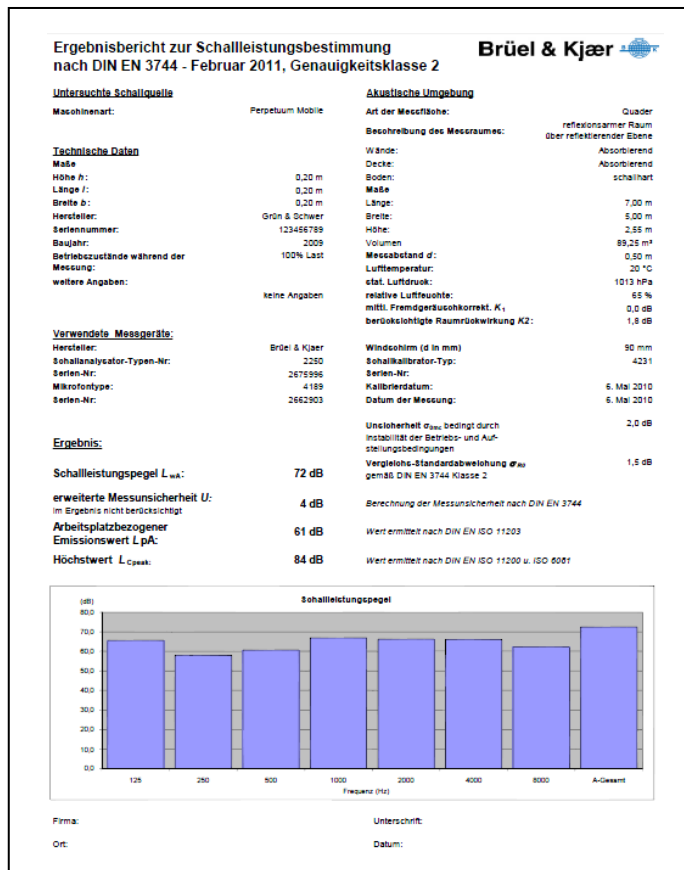 Ergebnisbericht zur Schallleistungsbestimmung
nach DIN EN 3744 - Februar 2011, Genauigkeitsklasse 2
Brüel & Kjær
Untersuchte Schallquelle
Maschinenart: Perpetuum Mobile
Technische Daten
Maße
Höhe h: 0,20 m
Länge l: 0,20 m
Breite b: 0,20 m
Hersteller: Grün & Schwer
Seriennummer: 123456789
Baujahr: 2009
Betriebszustände während der 100% Last
Messung:
weitere Angaben:
keine Angaben
Verwendete Messgeräte:
Hersteller: Brüel & Kjaer
Schallanalysator-Typen-Nr: 2250
Serien-Nr: 2675996
Mikrofontype: 4189
Serien-Nr: 2662903
Akustische Umgebung
Art der Messfläche: Quader
Beschreibung des Messraumes: reflexionsarmer Raum
über reflektierender Ebene
Wände: Absorbierend
Decke: Absorbierend
Boden: schallhart
Maße
Länge: 7,00 m
Breite: 5,00 m
Höhe: 2,55 m
Volumen 89,25 m³
Messabstand d: 0,50 m
Lufttemperatur: 20 °C
stat. Luftdruck: 1013 hPa
relative Luftfeuchte: 65 %
mittl. Fremdgeräuschkorrekt. K₁ 0,0 dB
berücksichtigte Raumrückwirkung K2: 1,8 dB
Windschirm (d in mm) 90 mm
Schallkalibrator-Typ: 4231
Serien-Nr:
Kalibrierdatum: 6. Mai 2010
Datum der Messung: 6. Mai 2010
Unsicherheit σomc bedingt durch 2,0 dB
Instabilität der Betriebs- und Auf-
stellungsbedingungen
Vergleichs-Standardabweichung σR0 1,5 dB
gemäß DIN EN 3744 Klasse 2
Ergebnis:
Schallleistungspegel LwA: 72 dB
erweiterte Messunsicherheit U: 4 dB Berechnung der Messunsicherheit nach DIN EN 3744
im Ergebnis nicht berücksichtigt
Arbeitsplatzbezogener
Emissionswert LpA: 61 dB Wert ermittelt nach DIN EN ISO 11203
Höchstwert LCpeak: 84 dB Wert ermittelt nach DIN EN ISO 11200 u. ISO 6081
Schallleistungspegel
(dB)
80,0
70,0
60,0
50,0
40,0
30,0
20,0
10,0
0,0
125 250 500 1000 2000 4000 8000 A-Gesamt
Frequenz (Hz)
Firma: Unterschrift:
Ort: Datum: